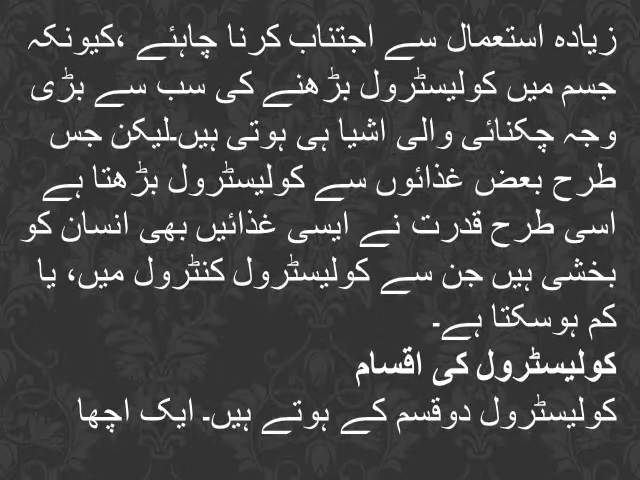 زیادہ استعمال سے اجتناب کرنا چاہئے ،کیونکہ
جسم میں کولیسٹرول بڑھنے کی سب سے بڑی
وجہ چکنائی والی اشیا ہی ہوتی ہیں۔لیکن جس
طرح بعض غذائوں سے کولیسٹرول بڑھتا ہے
اسی طرح قدرت نے ایسی غذائیں بھی انسان کو
بخشی ہیں جن سے کولیسٹرول کنٹرول میں، یا
کم ہوسکتا ہے۔
کولیسٹرول کی اقسام
کولیسٹرول دوقسم کے ہوتے ہیں۔ ایک اچھا